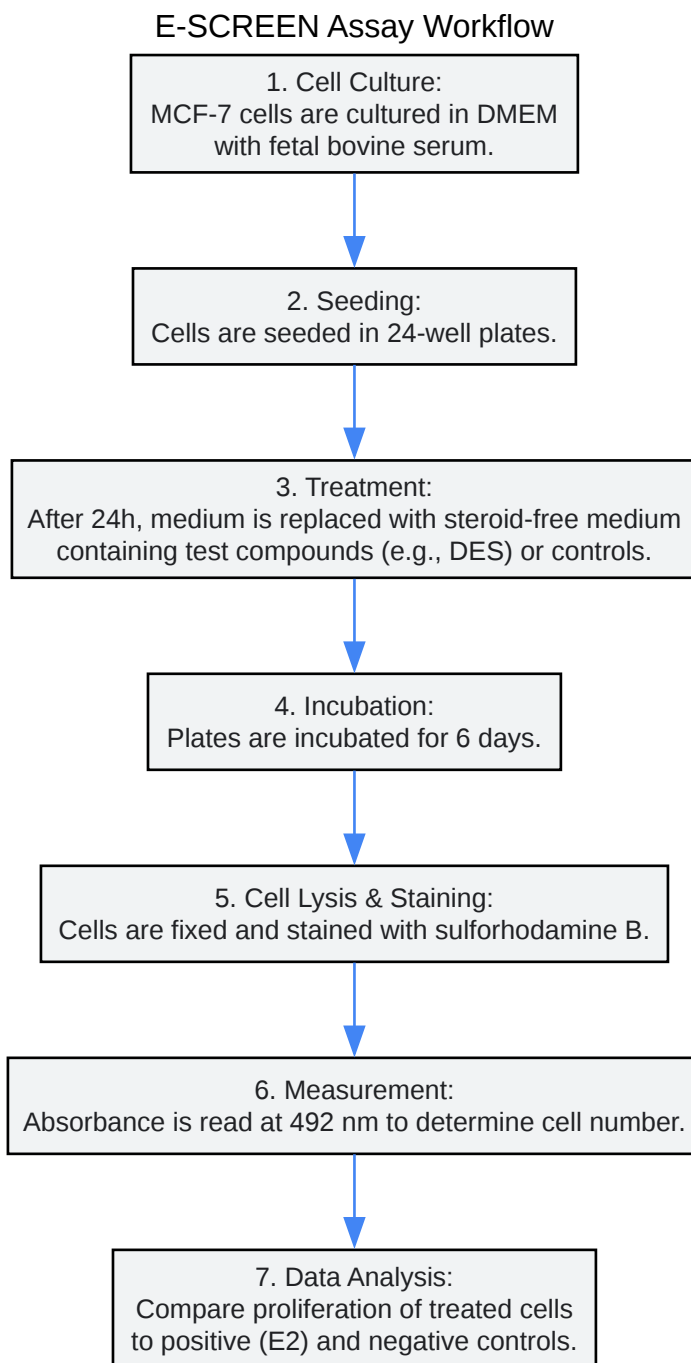 E-SCREEN Assay Workflow
1. Cell Culture:
MCF-7 cells are cultured in DMEM
with fetal bovine serum.
2. Seeding:
Cells are seeded in 24-well plates.
3. Treatment:
After 24h, medium is replaced with steroid-free medium
containing test compounds (e.g., DES) or controls.
4. Incubation:
Plates are incubated for 6 days.
5. Cell Lysis & Staining:
Cells are fixed and stained with sulforhodamine B.
6. Measurement:
Absorbance is read at 492 nm to determine cell number.
7. Data Analysis:
Compare proliferation of treated cells
to positive (E2) and negative controls.